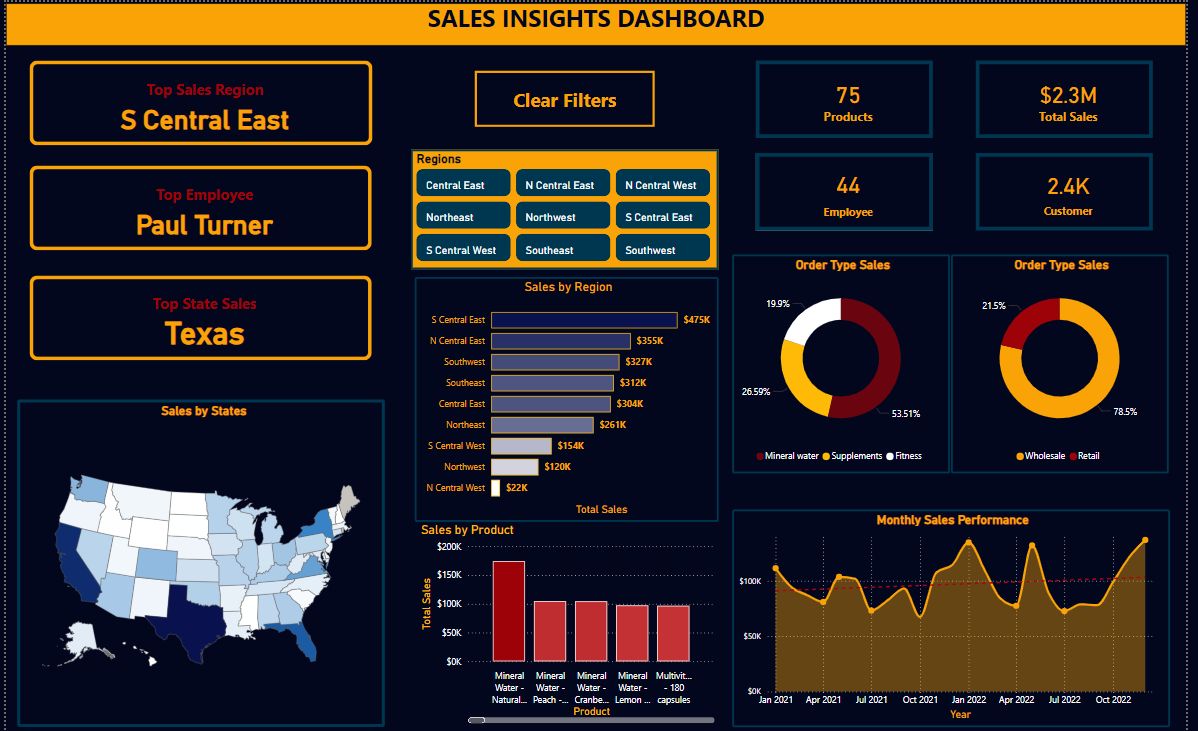 SALES INSIGHTS DASHBOARD
Top Sales Region
S Central East
Top Employee
Paul Turner
Top State Sales
Texas
Clear Filters
75
Products
$2.3M
Total Sales
44
Employee
2.4K
Customer
Regions
Central East
N Central East
N Central West
Northeast
Northwest
S Central East
S Central West
Southeast
Southwest
Sales by Region
S Central East $475K
N Central East $355K
Southwest $327K
Southeast $312K
Central East $304K
Northeast $261K
S Central West $154K
Northwest $120K
N Central West $22K
Total Sales
Order Type Sales
19.9%
26.59%
53.51%
Mineral water Supplements Fitness
Order Type Sales
21.5%
78.5%
Wholesale Retail
Sales by States
Sales by Product
Total Sales
$200K
$150K
$100K
$50K
$0K
Mineral Water - Natural...
Mineral Water - Peach -...
Mineral Water - Cranbe...
Mineral Water - Lemon ...
Multivit... - 180 capsules
Product
Monthly Sales Performance
$100K
$50K
$0K
Jan 2021 Apr 2021 Jul 2021 Oct 2021 Jan 2022 Apr 2022 Jul 2022 Oct 2022
Year